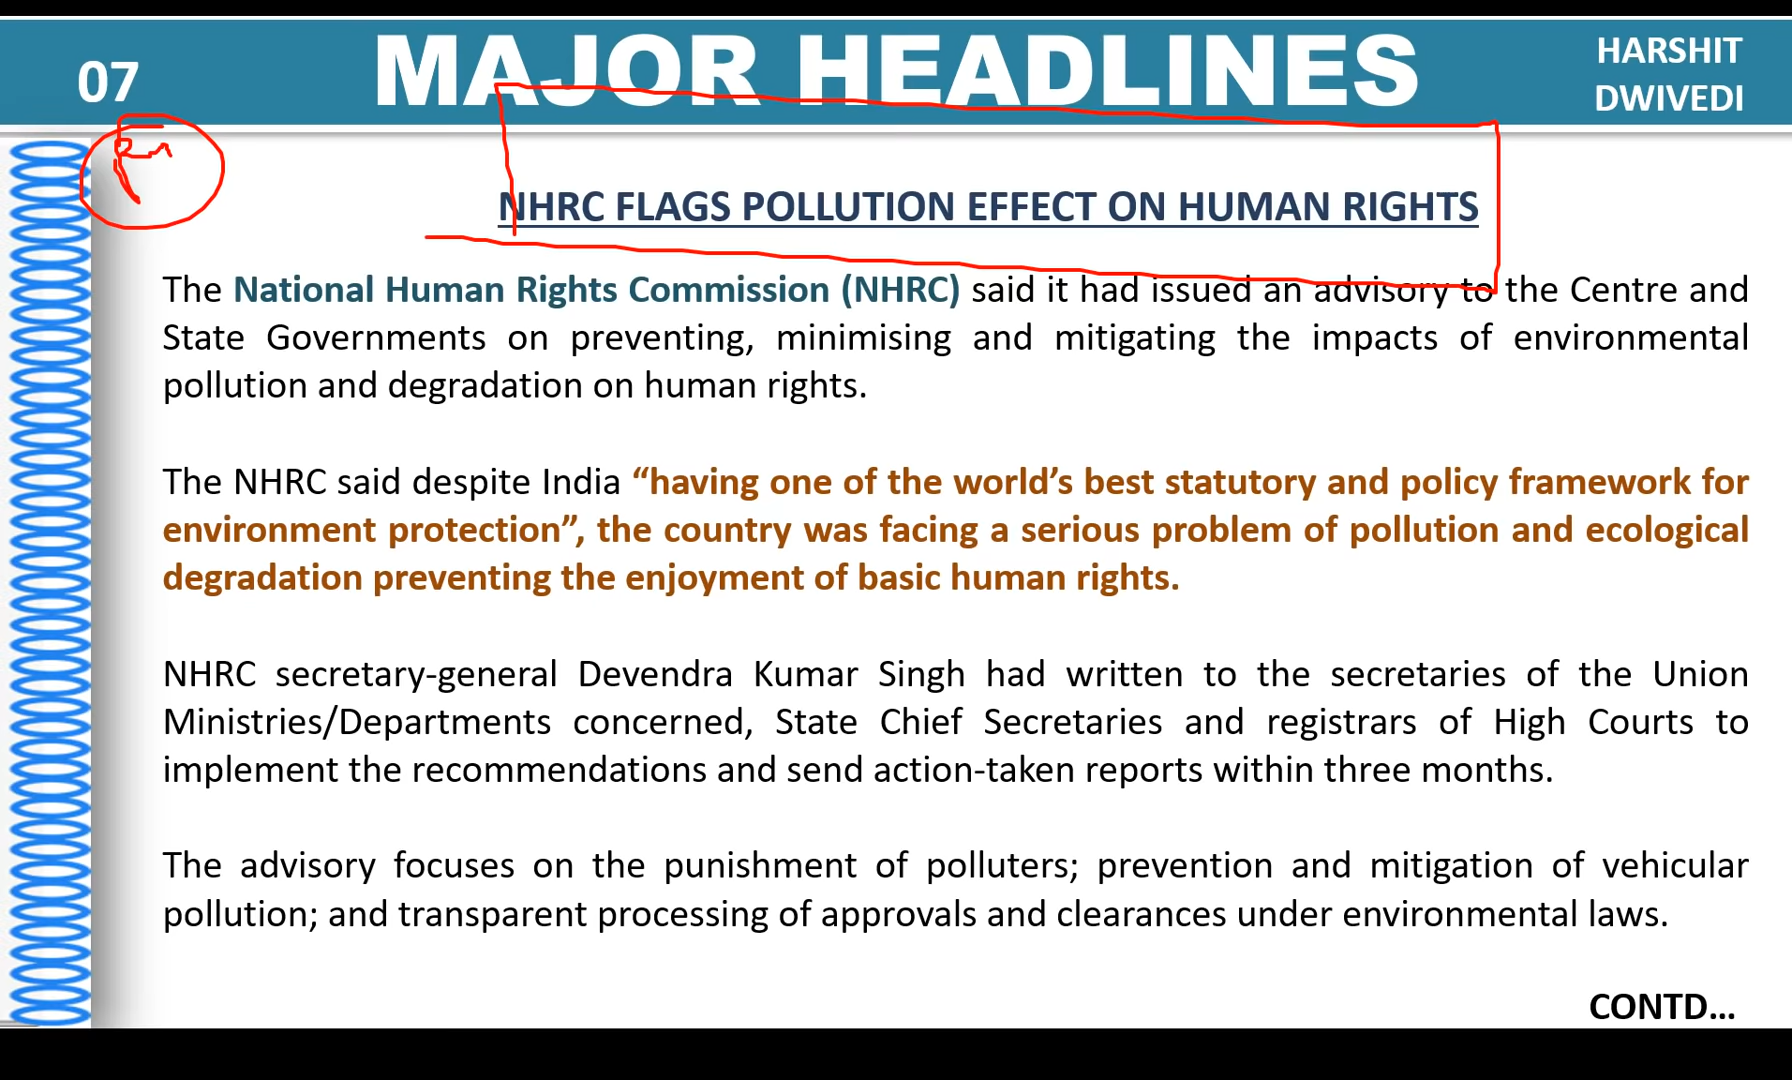 07
MAJOR HEADLINES
HARSHIT
DWIVEDI
NHRC FLAGS POLLUTION EFFECT ON HUMAN RIGHTS
The National Human Rights Commission (NHRC) said it had issued an advisory to the Centre and
State Governments on preventing, minimising and mitigating the impacts of environmental
pollution and degradation on human rights.
The NHRC said despite India “having one of the world’s best statutory and policy framework for
environment protection”, the country was facing a serious problem of pollution and ecological
degradation preventing the enjoyment of basic human rights.
NHRC secretary-general Devendra Kumar Singh had written to the secretaries of the Union
Ministries/Departments concerned, State Chief Secretaries and registrars of High Courts to
implement the recommendations and send action-taken reports within three months.
The advisory focuses on the punishment of polluters; prevention and mitigation of vehicular
pollution; and transparent processing of approvals and clearances under environmental laws.
CONTD...